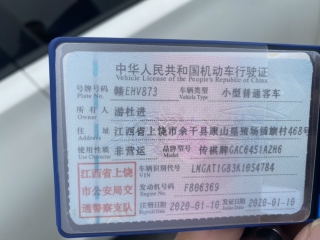 中华人民共和国机动车行驶证
Vehicle License of the People's Republic of China
号牌号码 赣EHV873 车辆类型 小型普通客车
Plate No. Vehicle Type
所有人 游杜进
Owner
住址 江西省上饶市余干县康山垦殖场 468号
Address
使用性质 非营运 品牌型号 传祺牌GAC6451A2H6
Use Character Model
江西省上饶市公安局交通警察支队
车辆识别代号 LMGAT1G83K1054784
VIN
发动机号码 F806369
Engine No.
注册日期 2020-01-10 发证日期 2020-01-10
Register Date Issue Date